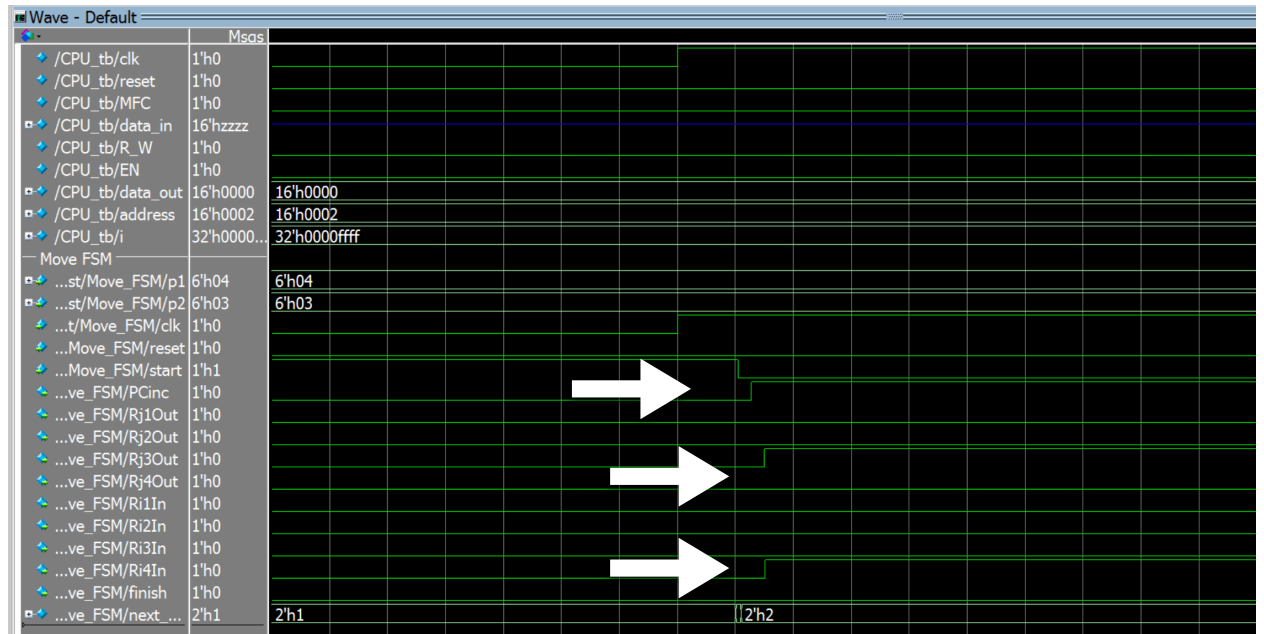 Wave - Default
Msgs
/CPU_tb/clk 1'h0
/CPU_tb/reset 1'h0
/CPU_tb/MFC 1'h0
/CPU_tb/data_in 16'hzzzz
/CPU_tb/R_W 1'h0
/CPU_tb/EN 1'h0
/CPU_tb/data_out 16'h0000 16'h0000
/CPU_tb/address 16'h0002 16'h0002
/CPU_tb/i 32'h0000... 32'h0000ffff
Move FSM
...st/Move_FSM/p1 6'h04 6'h04
...st/Move_FSM/p2 6'h03 6'h03
...t/Move_FSM/clk 1'h0
...Move_FSM/reset 1'h0
...Move_FSM/start 1'h1
...ve_FSM/PCinc 1'h0
...ve_FSM/Rj1Out 1'h0
...ve_FSM/Rj2Out 1'h0
...ve_FSM/Rj3Out 1'h0
...ve_FSM/Rj4Out 1'h0
...ve_FSM/Ri1In 1'h0
...ve_FSM/Ri2In 1'h0
...ve_FSM/Ri3In 1'h0
...ve_FSM/Ri4In 1'h0
...ve_FSM/finish 1'h0
...ve_FSM/next_... 2'h1 2'h1 2'h2